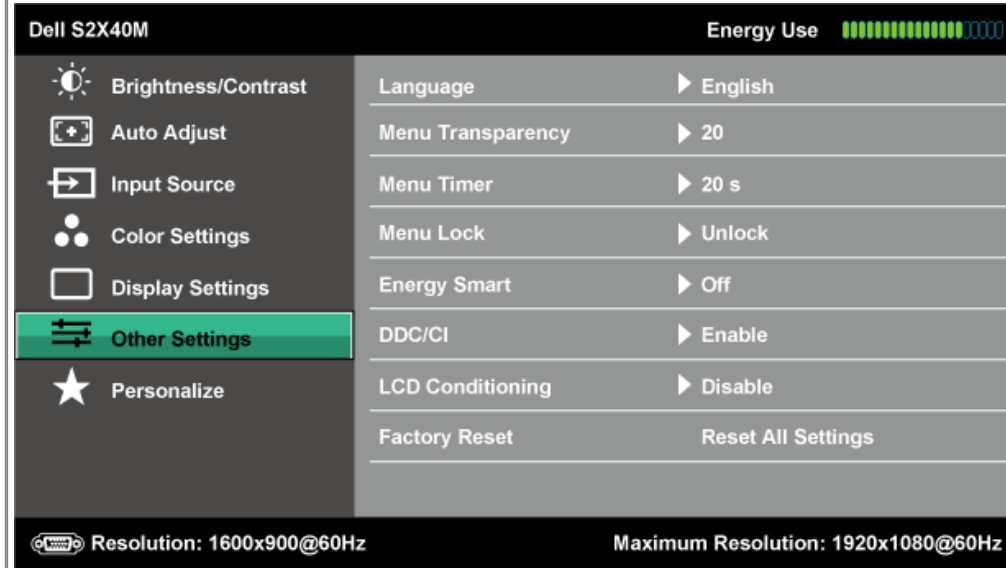 Dell S2X40M Energy Use
Brightness/Contrast
Auto Adjust
Input Source
Color Settings
Display Settings
Other Settings
Personalize
Language English
Menu Transparency 20
Menu Timer 20 s
Menu Lock Unlock
Energy Smart Off
DDC/CI Enable
LCD Conditioning Disable
Factory Reset Reset All Settings
Resolution: 1600x900@60Hz Maximum Resolution: 1920x1080@60Hz